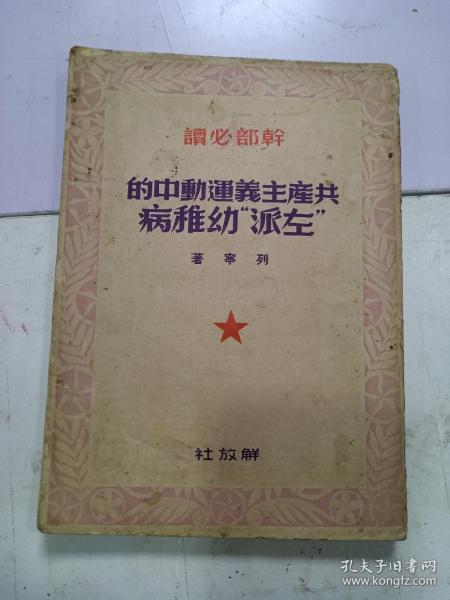 幹部必讀
共產主義運動中的
“左派”幼稚病
列寧著
解放社
孔夫子旧书网
www.kongfz.com